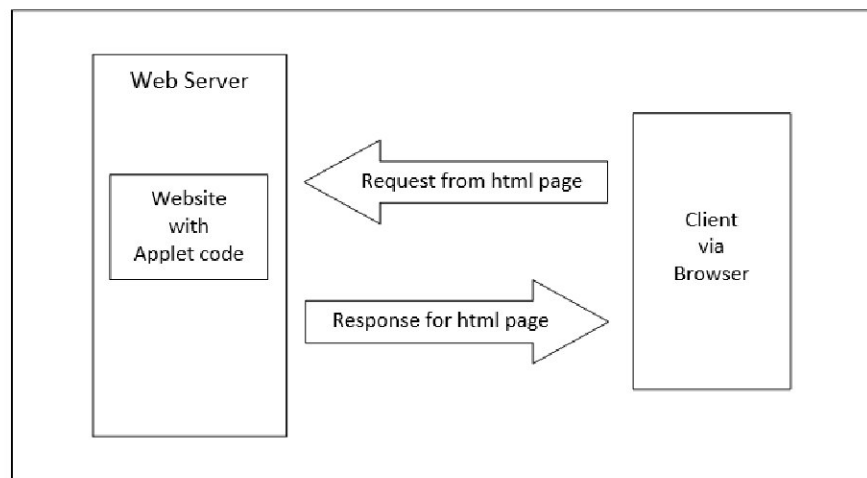 Web Server
Website
with
Applet code
Request from html page
Response for html page
Client
via
Browser